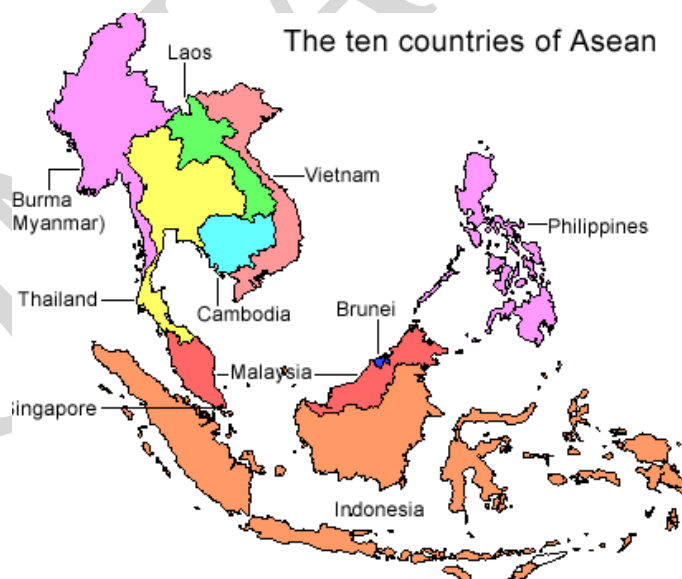 The ten countries of Asean
Laos
Vietnam
Burma
Myanmar)
Philippines
Thailand
Cambodia
Brunei
Malaysia
ingapore
Indonesia